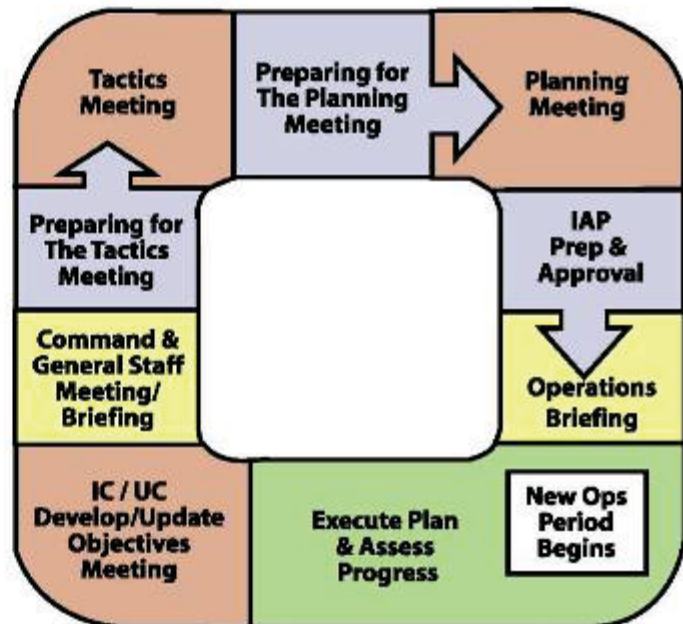 Tactics
Meeting
Preparing for
The Planning
Meeting
Planning
Meeting
Preparing for
The Tactics
Meeting
IAP
Prep &
Approval
Command &
General Staff
Meeting/
Briefing
Operations
Briefing
IC / UC
Develop/Update
Objectives
Meeting
Execute Plan
& Assess
Progress
New Ops
Period
Begins